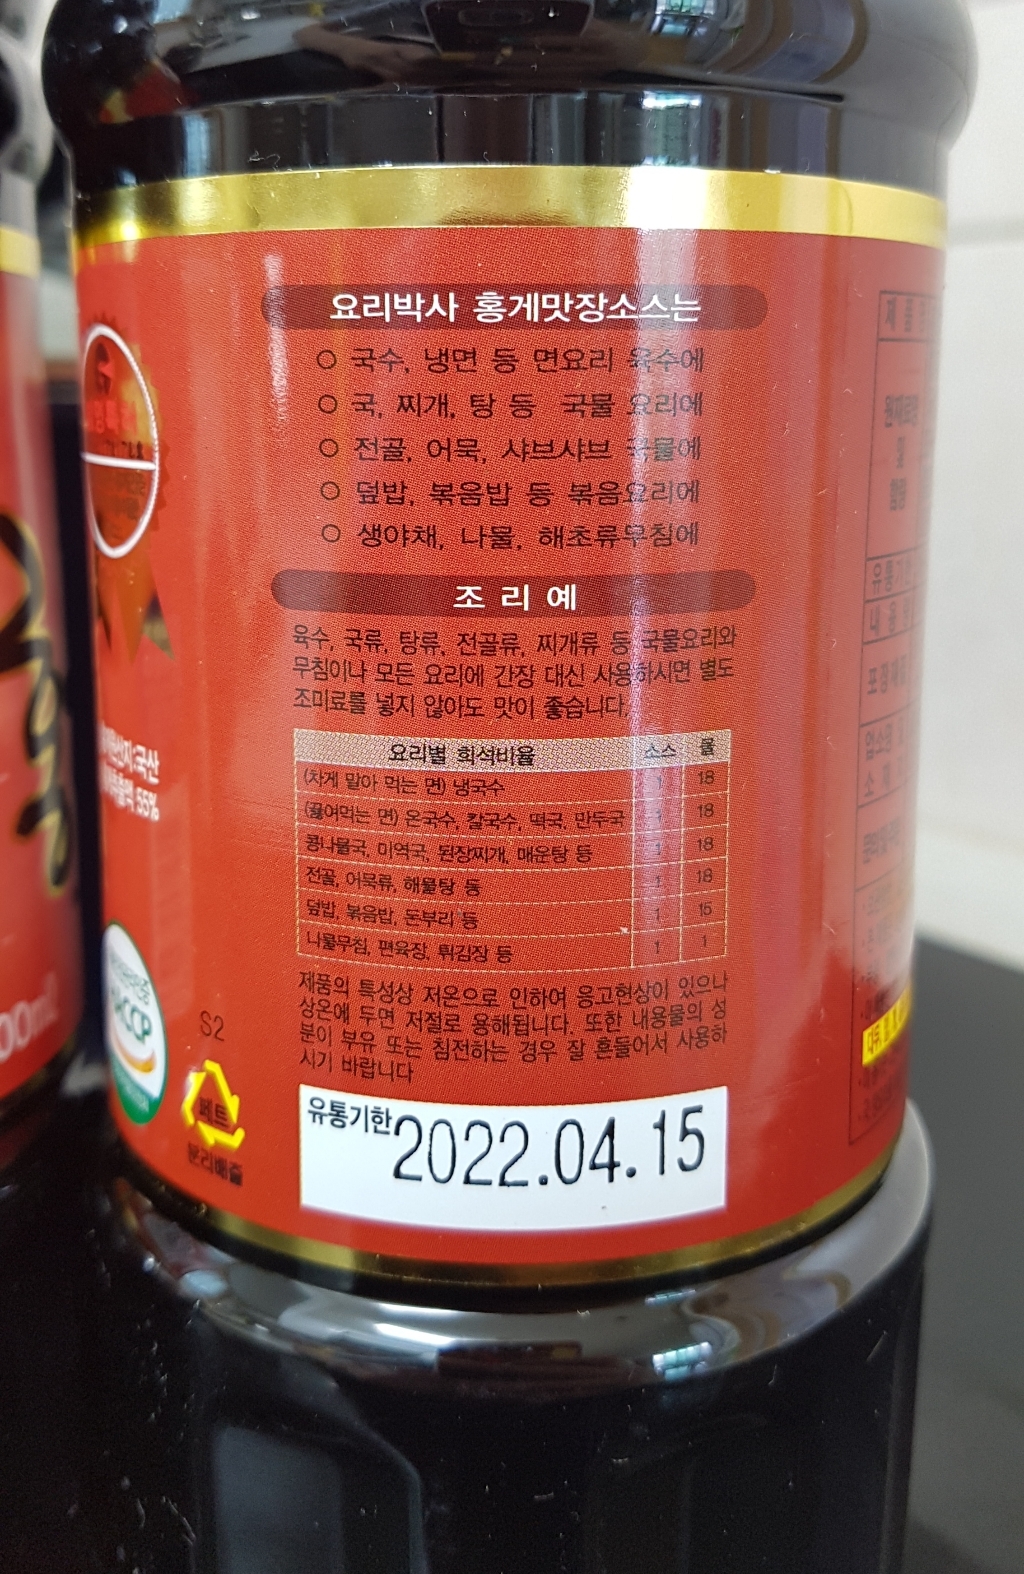 요리박사 홍게맛장소스는
○ 국수, 냉면 등 면요리 육수에
○ 국, 찌개, 탕 등 국물 요리에
○ 전골, 어묵, 샤브샤브 국물에
○ 덮밥, 볶음밥 등 볶음요리에
○ 생야채, 나물, 해초류무침에
조 리 예
육수, 국류, 탕류, 전골류, 찌개류 등 국물요리와
무침이나 모든 요리에 간장 대신 사용하시면 별도
조미료를 넣지 않아도 맛이 좋습니다.
요리별 희석비율 소스 물
(차게 말아 먹는 면) 냉국수 1 18
(끓여먹는 면) 온국수, 칼국수, 떡국, 만두국 1 18
콩나물국, 미역국, 된장찌개, 매운탕 등 1 18
전골, 어묵류, 해물탕 등 1 18
덮밥, 볶음밥, 돈부리 등 1 15
나물무침, 편육장, 튀김장 등 1 1
제품의 특성상 저온으로 인하여 응고현상이 있으나
상온에 두면 저절로 용해됩니다. 또한 내용물의 성
분이 부유 또는 침전하는 경우 잘 흔들어서 사용하
시기 바랍니다
유통기한 2022.04.15
S2
페트
분리배출
국산
55%
00ml
유통기한